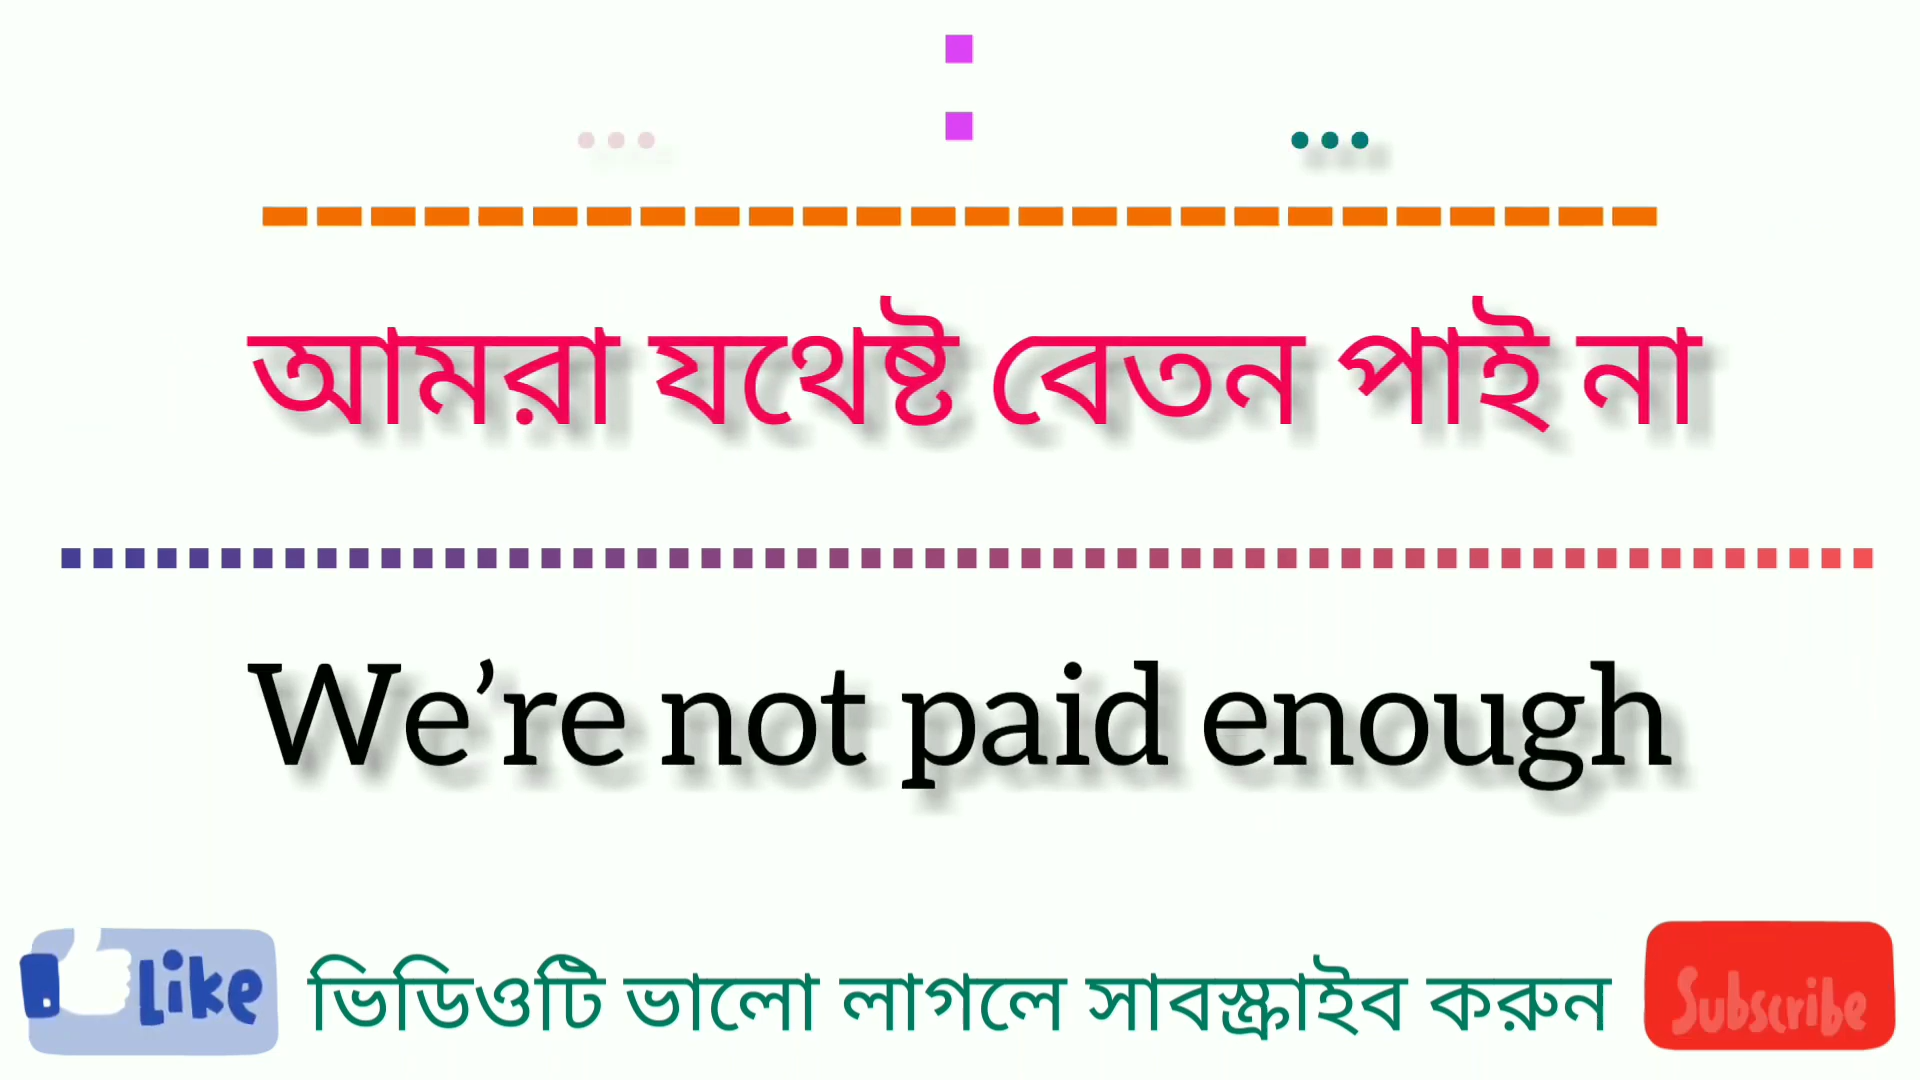 আমরা যথেষ্ট বেতন পাই না
We’re not paid enough
Like ভিডিওটি ভালো লাগলে সাবস্ক্রাইব করুন Subscribe